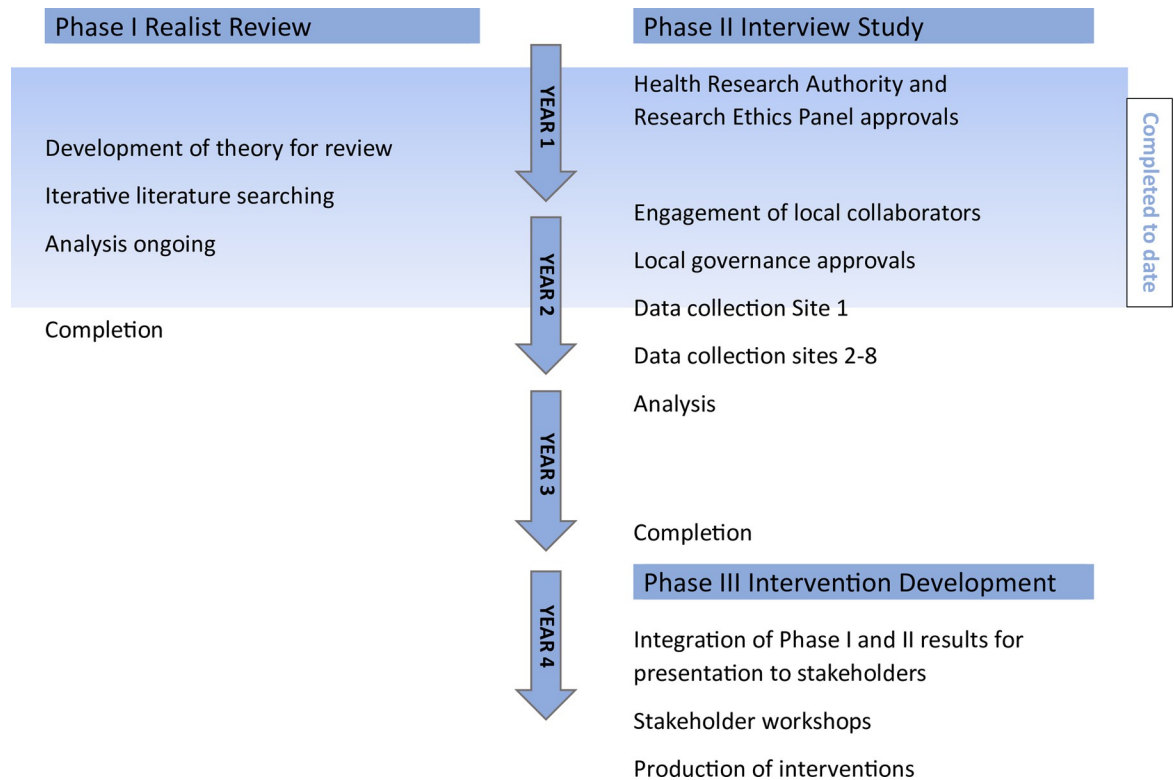 Phase I Realist Review
Development of theory for review
Iterative literature searching
Analysis ongoing
Completion
YEAR 1
YEAR 2
YEAR 3
YEAR 4
Phase II Interview Study
Health Research Authority and
Research Ethics Panel approvals
Engagement of local collaborators
Local governance approvals
Data collection Site 1
Data collection sites 2-8
Analysis
Completion
Phase III Intervention Development
Integration of Phase I and II results for
presentation to stakeholders
Stakeholder workshops
Production of interventions
Completed to date